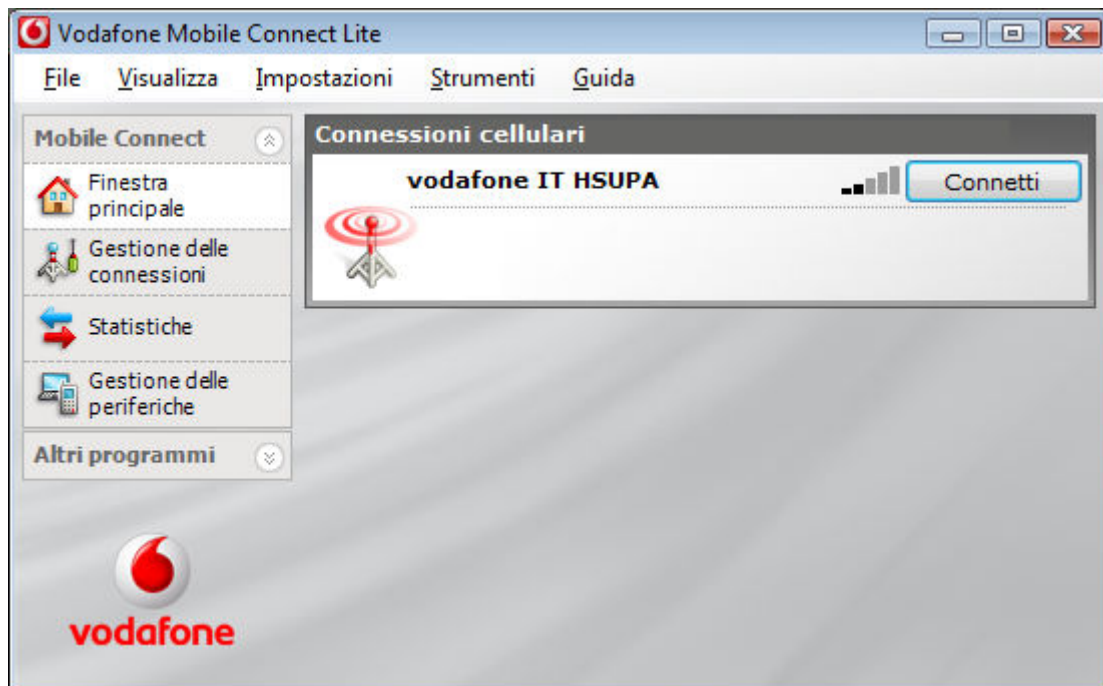 Vodafone Mobile Connect Lite
File Visualizza Impostazioni Strumenti Guida
Mobile Connect
Finestra
principale
Gestione delle
connessioni
Statistiche
Gestione delle
periferiche
Altri programmi
vodafone
Connessioni cellulari
vodafone IT HSUPA
Connetti